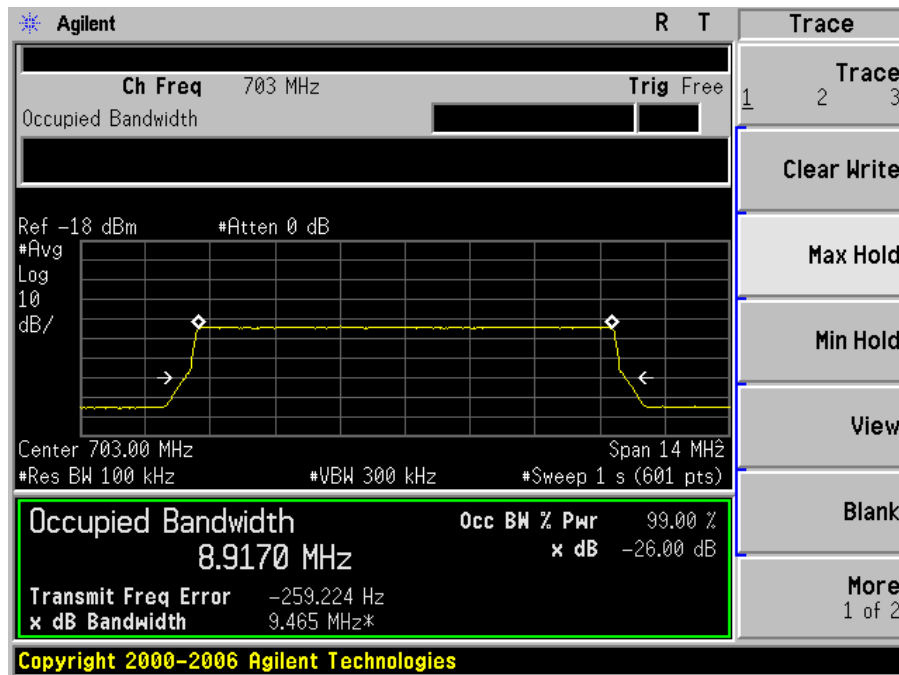 Agilent
R T
Trace
Ch Freq 703 MHz
Trig Free
Occupied Bandwidth
Trace
1 2 3
Clear Write
Max Hold
Min Hold
View
Blank
More
1 of 2
Ref -18 dBm #Atten 0 dB
#Avg
Log
10
dB/
Center 703.00 MHz
Span 14 MHz
#Res BW 100 kHz #VBW 300 kHz #Sweep 1 s (601 pts)
Occupied Bandwidth
8.9170 MHz
Occ BW % Pwr 99.00 %
x dB -26.00 dB
Transmit Freq Error -259.224 Hz
x dB Bandwidth 9.465 MHz*
Copyright 2000-2006 Agilent Technologies